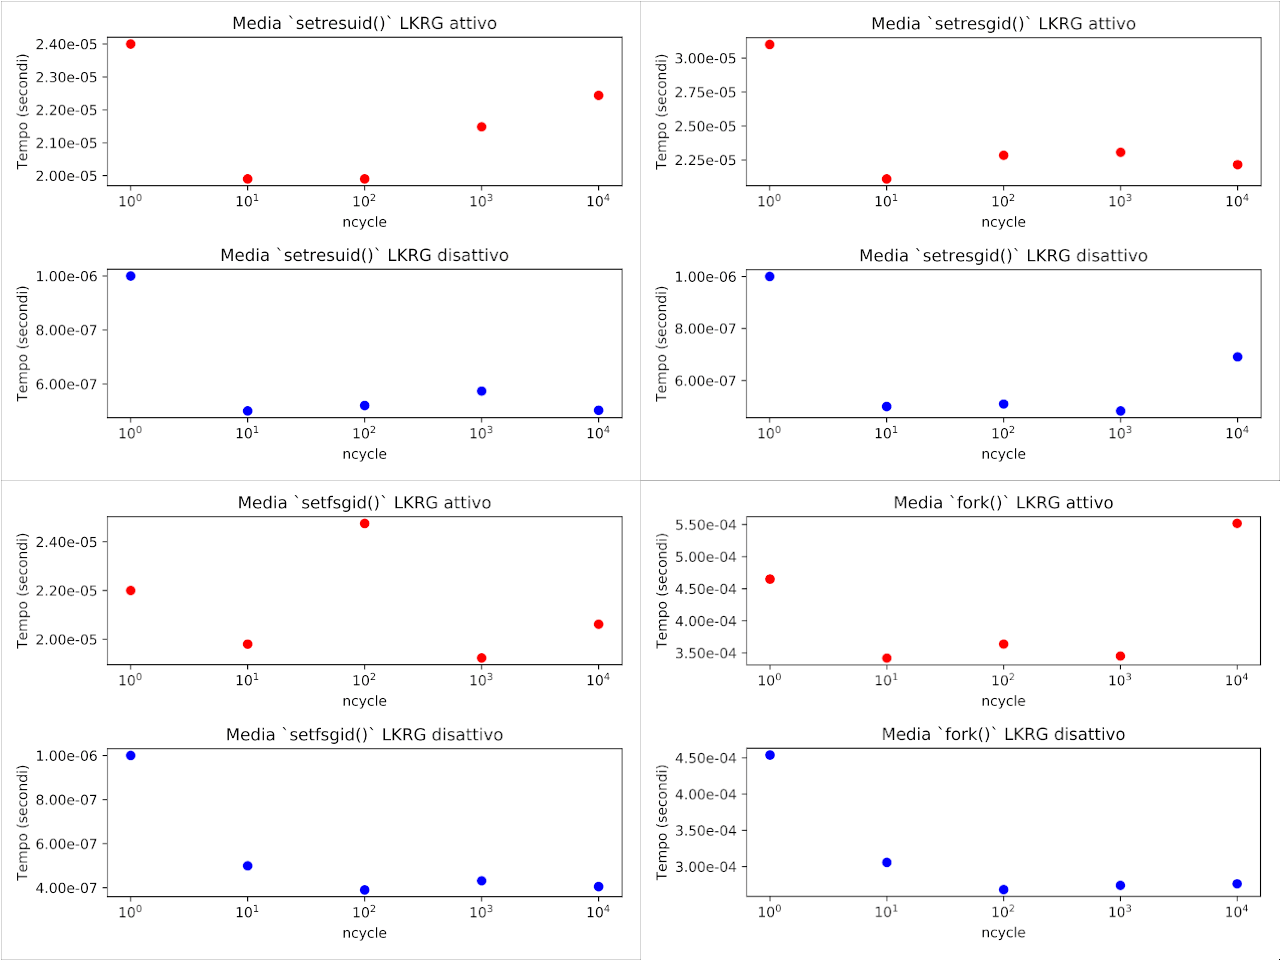 Media `setresuid()` LKRG attivo
Tempo (secondi)
2.40e-05
2.30e-05
2.20e-05
2.10e-05
2.00e-05
10⁰ 10¹ 10² 10³ 10⁴
ncycle
Media `setresuid()` LKRG disattivo
Tempo (secondi)
1.00e-06
8.00e-07
6.00e-07
10⁰ 10¹ 10² 10³ 10⁴
ncycle
Media `setresgid()` LKRG attivo
Tempo (secondi)
3.00e-05
2.75e-05
2.50e-05
2.25e-05
10⁰ 10¹ 10² 10³ 10⁴
ncycle
Media `setresgid()` LKRG disattivo
Tempo (secondi)
1.00e-06
8.00e-07
6.00e-07
10⁰ 10¹ 10² 10³ 10⁴
ncycle
Media `setfsgid()` LKRG attivo
Tempo (secondi)
2.40e-05
2.20e-05
2.00e-05
10⁰ 10¹ 10² 10³ 10⁴
ncycle
Media `setfsgid()` LKRG disattivo
Tempo (secondi)
1.00e-06
8.00e-07
6.00e-07
4.00e-07
10⁰ 10¹ 10² 10³ 10⁴
ncycle
Media `fork()` LKRG attivo
Tempo (secondi)
5.50e-04
5.00e-04
4.50e-04
4.00e-04
3.50e-04
10⁰ 10¹ 10² 10³ 10⁴
ncycle
Media `fork()` LKRG disattivo
Tempo (secondi)
4.50e-04
4.00e-04
3.50e-04
3.00e-04
10⁰ 10¹ 10² 10³ 10⁴
ncycle